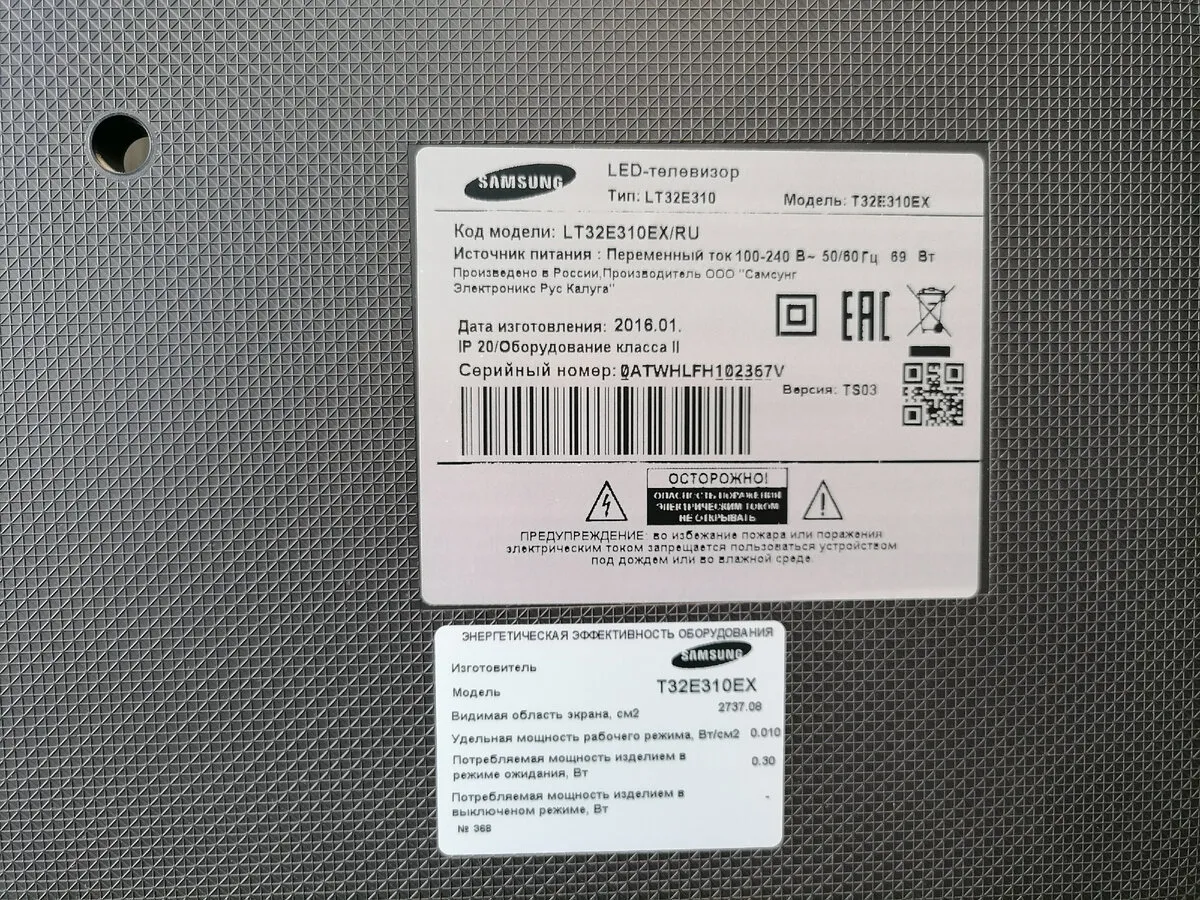 SAMSUNG
LED-телевизор
Тип: LT32E310
Модель: T32E310EX
Код модели: LT32E310EX/RU
Источник питания : Переменный ток 100-240 В~ 50/60 Гц 69 Вт
Произведено в России,Производитель ООО "Самсунг
Электроникс Рус Калуга"
EAC
Дата изготовления: 2016.01.
IP 20/Оборудование класса II
Серийный номер: 0ATWHLFH102367V
Версия: TS03
ОСТОРОЖНО!
ОПАСНОСТЬ ПОРАЖЕНИЯ
ЭЛЕКТРИЧЕСКИМ ТОКОМ
НЕ ОТКРЫВАТЬ
ПРЕДУПРЕЖДЕНИЕ: во избежание пожара или поражения
электрическим током запрещается пользоваться устройством
под дождем или во влажной среде.
ЭНЕРГЕТИЧЕСКАЯ ЭФФЕКТИВНОСТЬ ОБОРУДОВАНИЯ
Изготовитель SAMSUNG
Модель T32E310EX
Видимая область экрана, см2 2737.08
Удельная мощность рабочего режима, Вт/см2 0.010
Потребляемая мощность изделием в
режиме ожидания, Вт 0.30
Потребляемая мощность изделием в
выключеном режиме, Вт -
№ 368